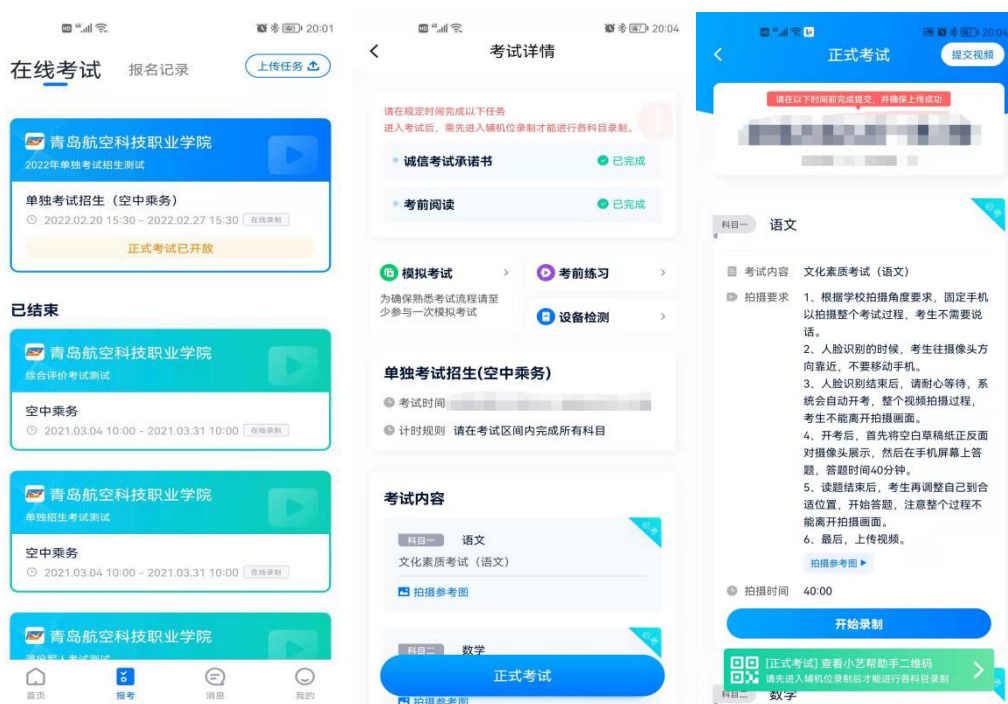 20:01
在线考试
报名记录
上传任务
青岛航空科技职业学院
2022年单独考试招生测试
单独考试招生（空中乘务）
2022.02.20 15:30 - 2022.02.27 15:30 在线录制
正式考试已开放
已结束
青岛航空科技职业学院
综合评价考试测试
空中乘务
2021.03.04 10:00 - 2021.03.31 10:00 在线录制
青岛航空科技职业学院
单独招生考试测试
空中乘务
2021.03.04 10:00 - 2021.03.31 10:00 在线录制
青岛航空科技职业学院
首页
报考
消息
我的
20:04
考试详情
请在规定时间完成以下任务
进入考试后，需先进入辅机位录制才能进行各科目录制。
诚信考试承诺书
已完成
考前阅读
已完成
模拟考试
为确保熟悉考试流程请至
少参与一次模拟考试
考前练习
设备检测
单独考试招生(空中乘务)
考试时间
计时规则 请在考试区间内完成所有科目
考试内容
必考
科目一 语文
文化素质考试（语文）
拍摄参考图
必考
科目二 数学
正式考试
拍摄参考图
20:04
正式考试
提交视频
请在以下时间前完成提交，并确保上传成功
必考
科目一 语文
考试内容 文化素质考试（语文）
拍摄要求 1、根据学校拍摄角度要求，固定手机
以拍摄整个考试过程，考生不需要说
话。
2、人脸识别的时候，考生往摄像头方
向靠近，不要移动手机。
3、人脸识别结束后，请耐心等待，系
统会自动开考，整个视频拍摄过程，
考生不能离开拍摄画面。
4、开考后，首先将空白草稿纸正反面
对摄像头展示，然后在手机屏幕上答
题，答题时间40分钟。
5、读题结束后，考生再调整自己到合
适位置，开始答题，注意整个过程不
能离开拍摄画面。
6、最后，上传视频。
拍摄参考图
拍摄时间 40:00
开始录制
[正式考试] 查看小艺帮助手二维码
请先进入辅机位录制后才能进行各科目录制
科目二 数学